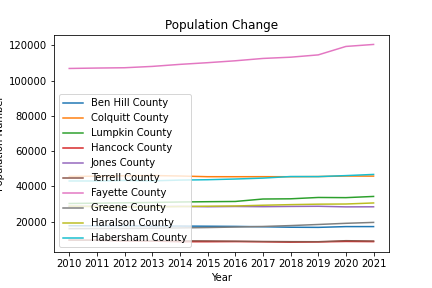 Population Change
120000
100000
80000
60000
40000
20000
Ben Hill County
Colquitt County
Lumpkin County
Hancock County
Jones County
Terrell County
Fayette County
Greene County
Haralson County
Habersham County
2010 2011 2012 2013 2014 2015 2016 2017 2018 2019 2020 2021
Year